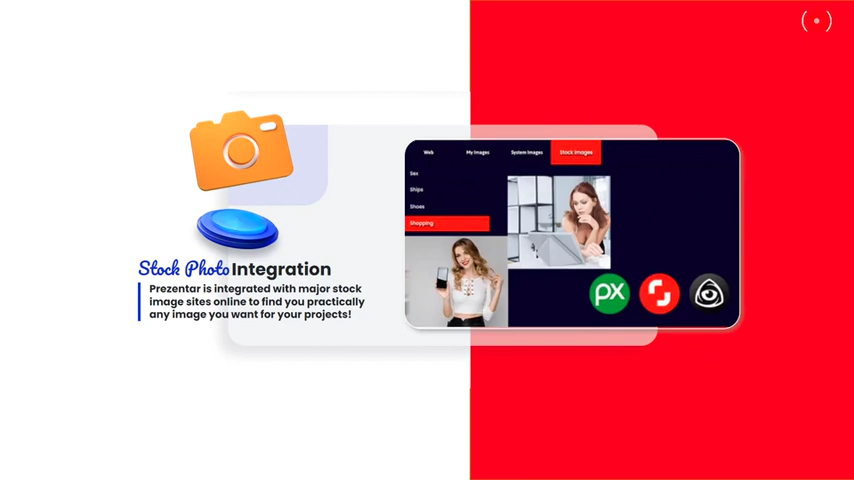 Web My Images System Images Stock Images
Sex
Ships
Shoes
Shopping
px
Stock Photo Integration
Prezentar is integrated with major stock
image sites online to find you practically
any image you want for your projects!